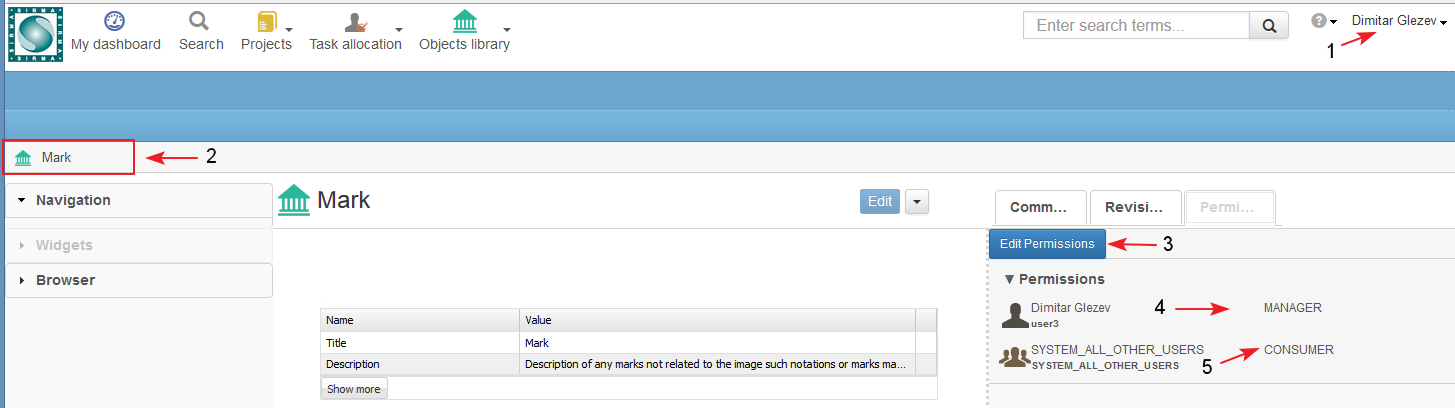 SIRMA SIRMA
SIRMA SIRMA
My dashboard Search Projects Task allocation Objects library
Enter search terms...
? Dimitar Glezev
1
Mark 2
Navigation
Widgets
Browser
Mark Edit
Name Value
Title Mark
Description Description of any marks not related to the image such notations or marks ma...
Show more
Comm... Revisi... Permi...
Edit Permissions 3
Permissions
Dimitar Glezev 4 MANAGER
user3
SYSTEM_ALL_OTHER_USERS CONSUMER
SYSTEM_ALL_OTHER_USERS 5